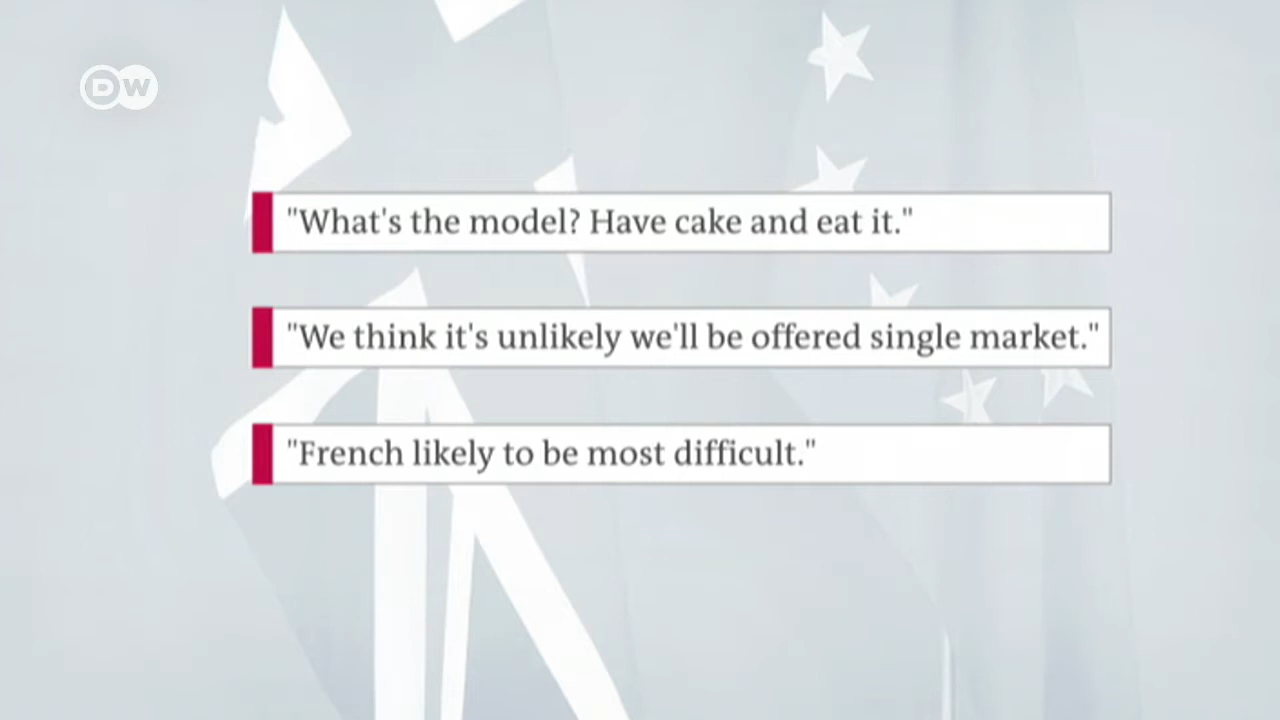 DW
"What's the model? Have cake and eat it."
"We think it's unlikely we'll be offered single market."
"French likely to be most difficult."